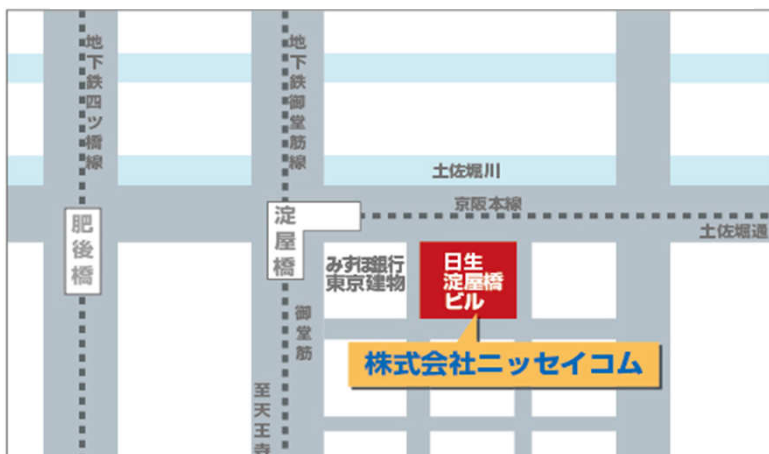 地下鉄四ツ橋線
地下鉄御堂筋線
土佐堀川
京阪本線
土佐堀通
肥後橋
淀屋橋
みずほ銀行
東京建物
日生
淀屋橋
ビル
御堂筋
株式会社ニッセイコム
至天王寺